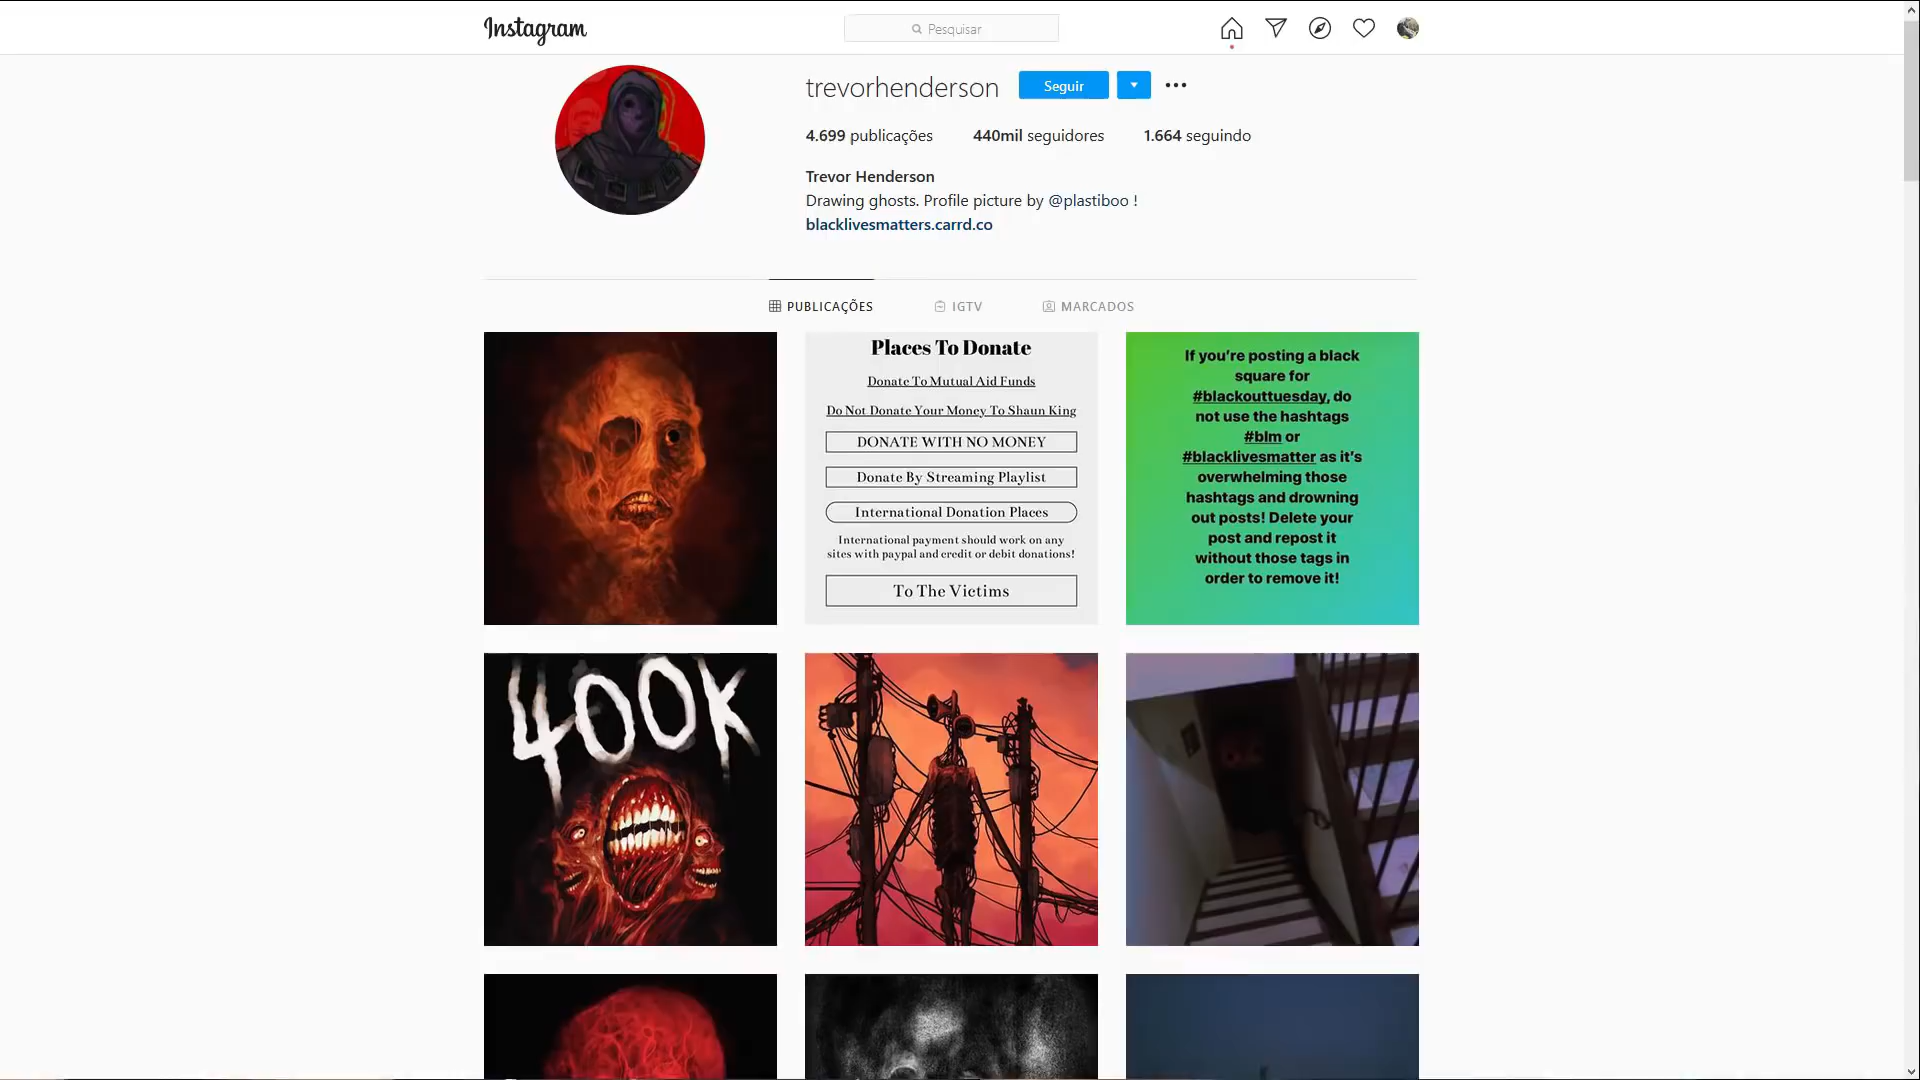 Instagram
Pesquisar
trevorhenderson
Seguir
4.699 publicações 440mil seguidores 1.664 seguindo
Trevor Henderson
Drawing ghosts. Profile picture by @plastiboo !
blacklivesmatters.carrd.co
PUBLICAÇÕES IGTV MARCADOS
Places To Donate
Donate To Mutual Aid Funds
Do Not Donate Your Money To Shaun King
DONATE WITH NO MONEY
Donate By Streaming Playlist
International Donation Places
International payment should work on any
sites with paypal and credit or debit donations!
To The Victims
If you're posting a black
square for
#blackouttuesday, do
not use the hashtags
#blm or
#blacklivesmatter as it's
overwhelming those
hashtags and drowning
out posts! Delete your
post and repost it
without those tags in
order to remove it!
400K